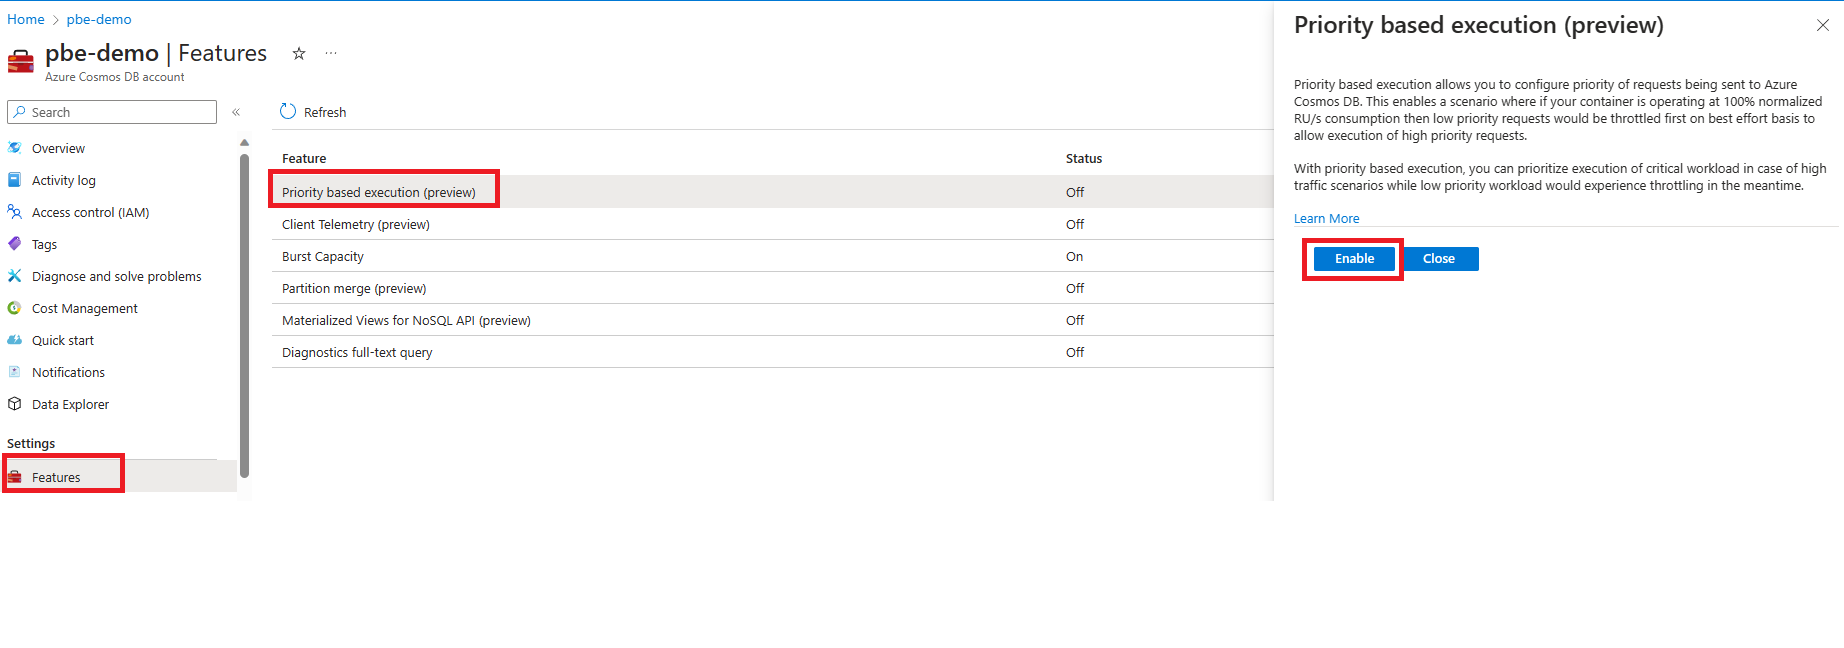 Home > pbe-demo
pbe-demo | Features ☆ ...
Azure Cosmos DB account
Search «
Overview
Activity log
Access control (IAM)
Tags
Diagnose and solve problems
Cost Management
Quick start
Notifications
Data Explorer
Settings
Features
Refresh
Feature Status
Priority based execution (preview) Off
Client Telemetry (preview) Off
Burst Capacity On
Partition merge (preview) Off
Materialized Views for NoSQL API (preview) Off
Diagnostics full-text query Off
Priority based execution (preview)
Priority based execution allows you to configure priority of requests being sent to Azure
Cosmos DB. This enables a scenario where if your container is operating at 100% normalized
RU/s consumption then low priority requests would be throttled first on best effort basis to
allow execution of high priority requests.
With priority based execution, you can prioritize execution of critical workload in case of high
traffic scenarios while low priority workload would experience throttling in the meantime.
Learn More
Enable Close